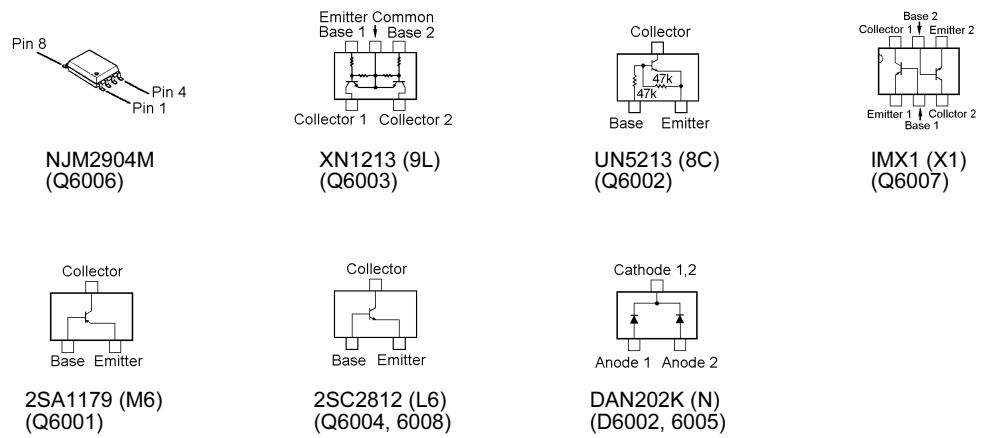 Pin 8
Pin 4
Pin 1
NJM2904M
(Q6006)
Emitter Common
Base 1
Base 2
Collector 1
Collector 2
XN1213 (9L)
(Q6003)
Collector
47k
47k
Base
Emitter
UN5213 (8C)
(Q6002)
Base 2
Collector 1
Emitter 2
Emitter 1
Collctor 2
Base 1
IMX1 (X1)
(Q6007)
Collector
Base
Emitter
2SA1179 (M6)
(Q6001)
Collector
Base
Emitter
2SC2812 (L6)
(Q6004, 6008)
Cathode 1,2
Anode 1
Anode 2
DAN202K (N)
(D6002, 6005)